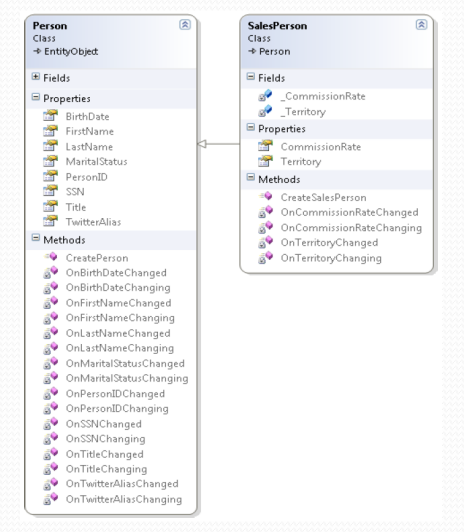 Person
Class
EntityObject
Fields
Properties
BirthDate
FirstName
LastName
MaritalStatus
PersonID
SSN
Title
TwitterAlias
Methods
CreatePerson
OnBirthDateChanged
OnBirthDateChanging
OnFirstNameChanged
OnFirstNameChanging
OnLastNameChanged
OnLastNameChanging
OnMaritalStatusChanged
OnMaritalStatusChanging
OnPersonIDChanged
OnPersonIDChanging
OnSSNChanged
OnSSNChanging
OnTitleChanged
OnTitleChanging
OnTwitterAliasChanged
OnTwitterAliasChanging
SalesPerson
Class
Person
Fields
_CommissionRate
_Territory
Properties
CommissionRate
Territory
Methods
CreateSalesPerson
OnCommissionRateChanged
OnCommissionRateChanging
OnTerritoryChanged
OnTerritoryChanging